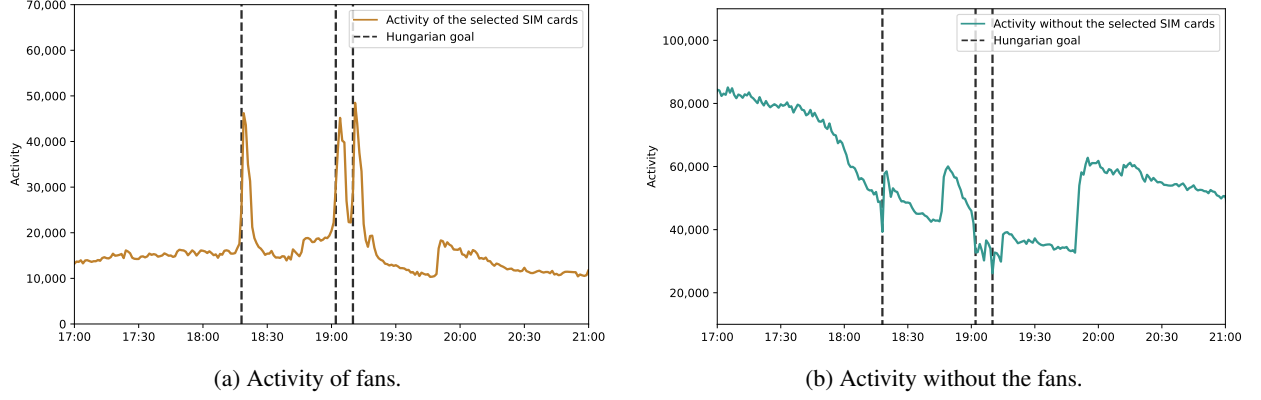 70,000
60,000
50,000
40,000
30,000
20,000
10,000
0
Activity
17:00 17:30 18:00 18:30 19:00 19:30 20:00 20:30 21:00
Activity of the selected SIM cards
Hungarian goal
(a) Activity of fans.
100,000
80,000
60,000
40,000
20,000
Activity
17:00 17:30 18:00 18:30 19:00 19:30 20:00 20:30 21:00
Activity without the selected SIM cards
Hungarian goal
(b) Activity without the fans.